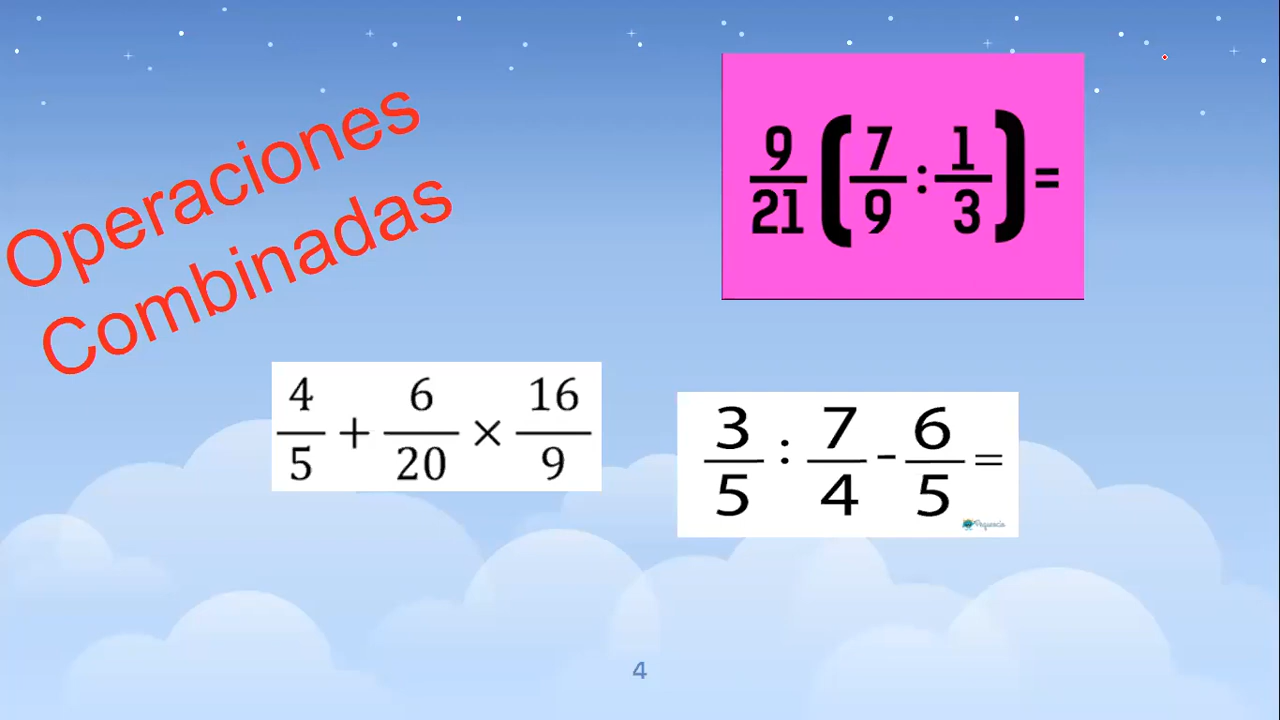 Operaciones
Combinadas
9/21 (7/9 : 1/3) =
4/5 + 6/20 × 16/9
3/5 : 7/4 - 6/5 =
4